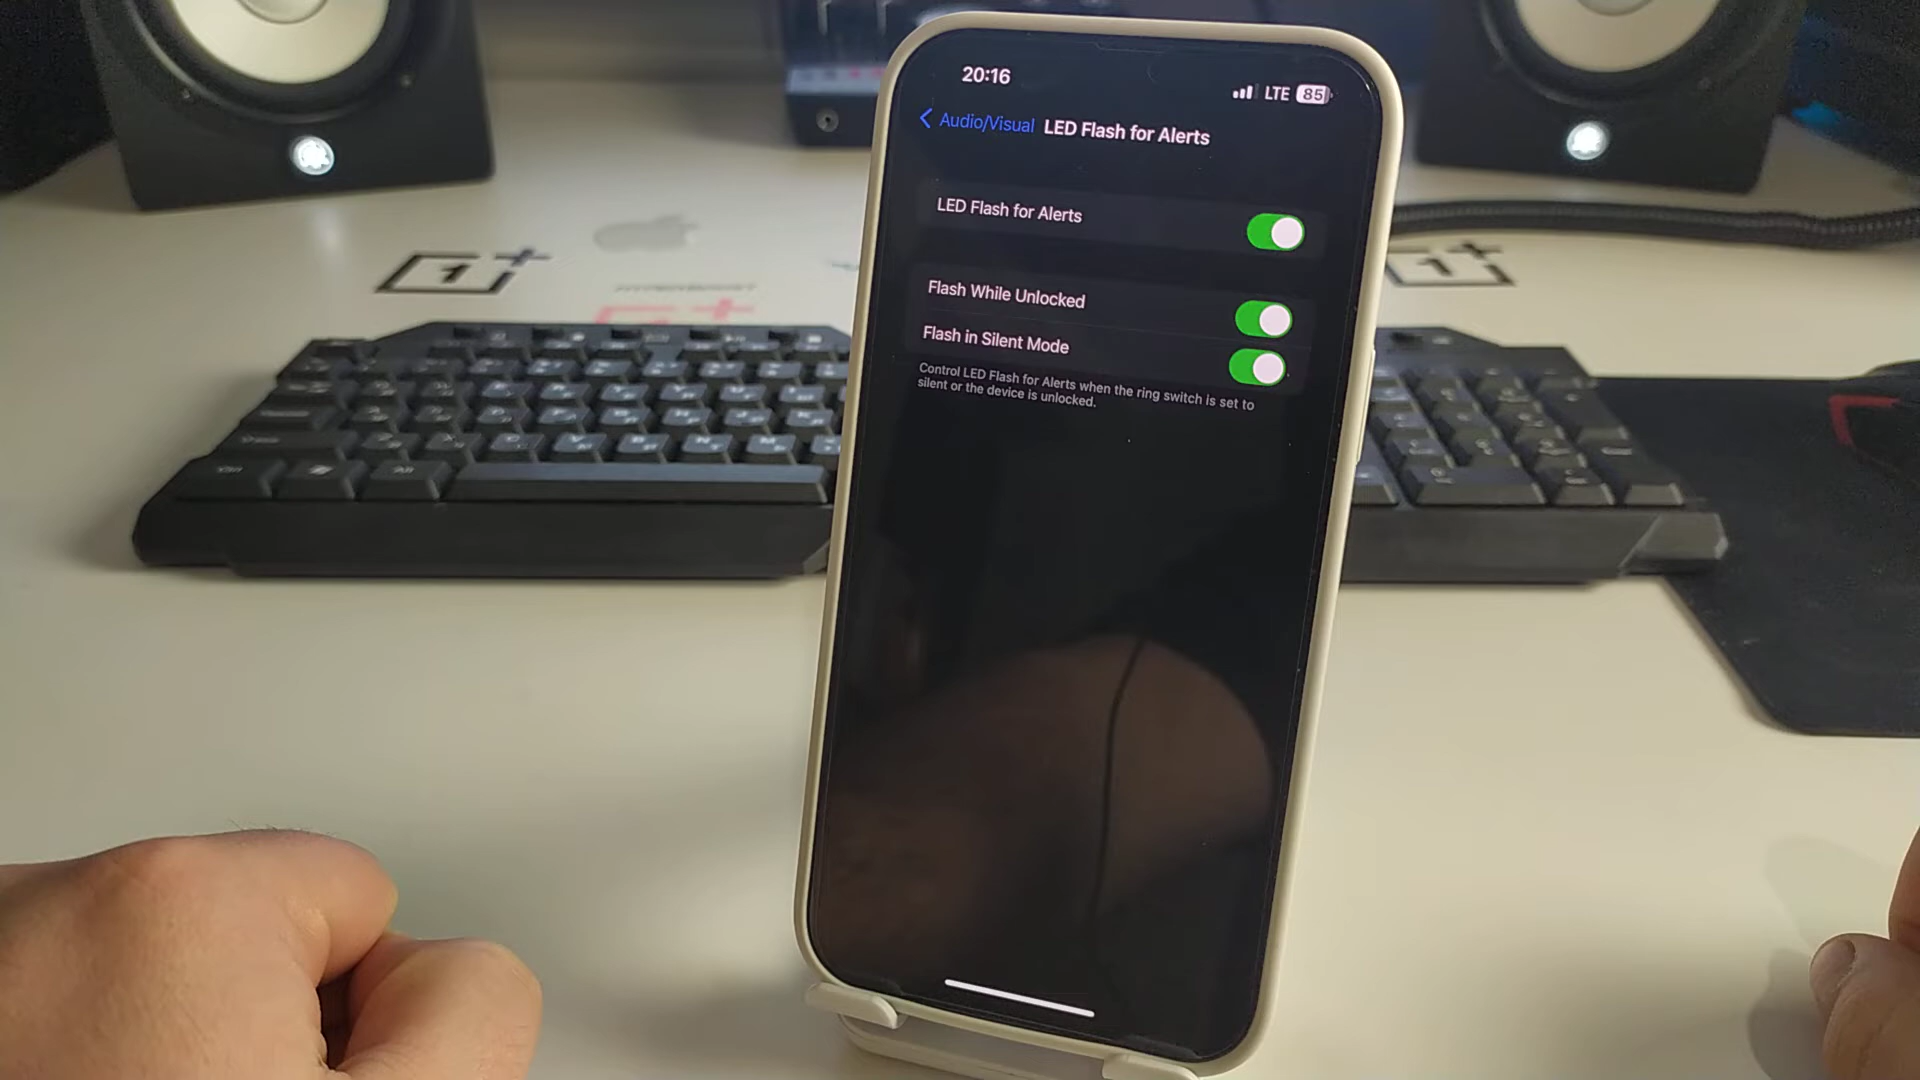 20:16
LTE 85
Audio/Visual LED Flash for Alerts
LED Flash for Alerts
Flash While Unlocked
Flash in Silent Mode
Control LED Flash for Alerts when the ring switch is set to
silent or the device is unlocked.
1+
1+